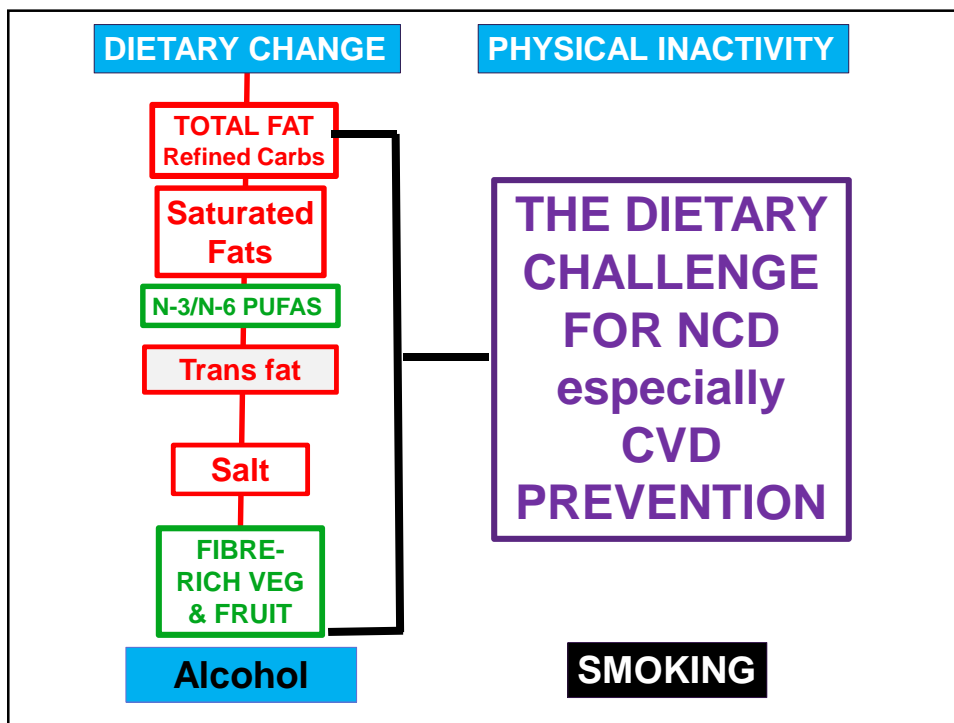 DIETARY CHANGE
PHYSICAL INACTIVITY
TOTAL FAT
Refined Carbs
Saturated
Fats
N-3/N-6 PUFAS
Trans fat
Salt
FIBRE-
RICH VEG
& FRUIT
THE DIETARY
CHALLENGE
FOR NCD
especially
CVD
PREVENTION
Alcohol
SMOKING